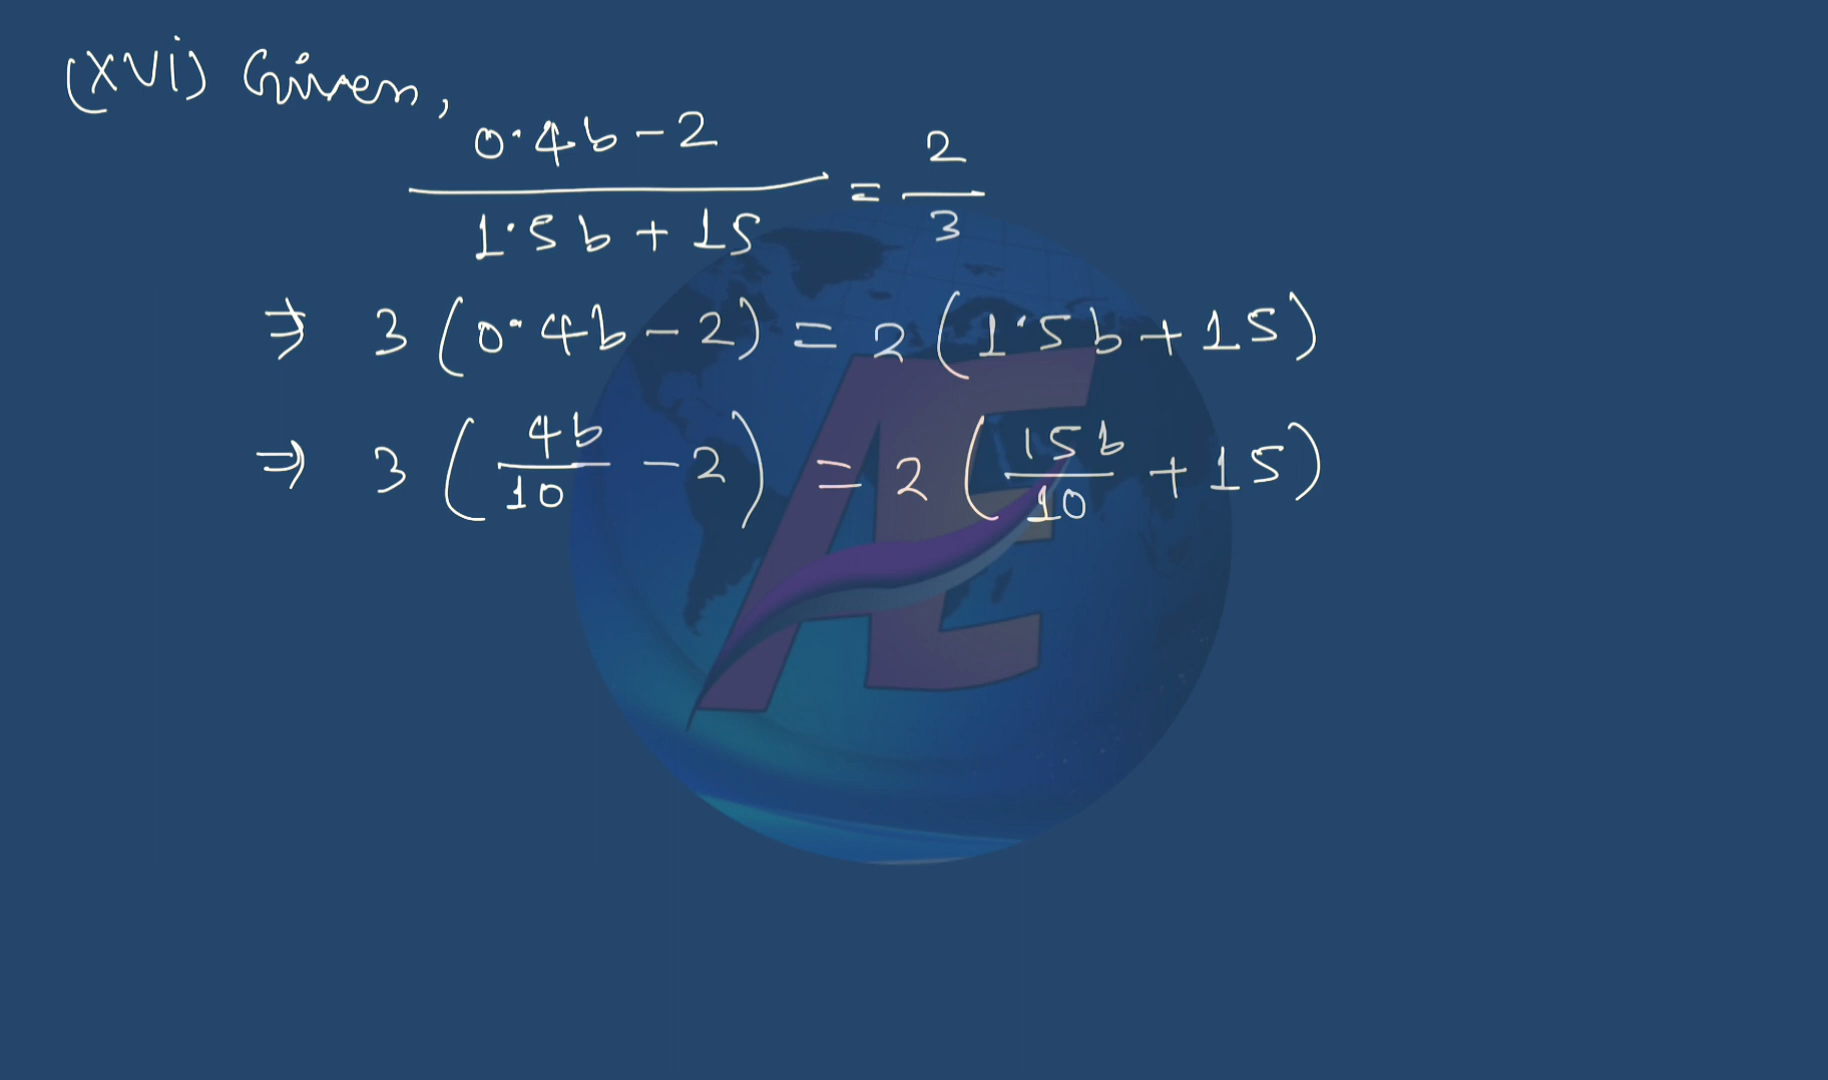 (XVI) Given,
0.4b-2 / 1.5b+15 = 2/3
⇒ 3(0.4b-2) = 2(1.5b+15)
⇒ 3(4b/10 -2) = 2(15b/10 +15)
AE